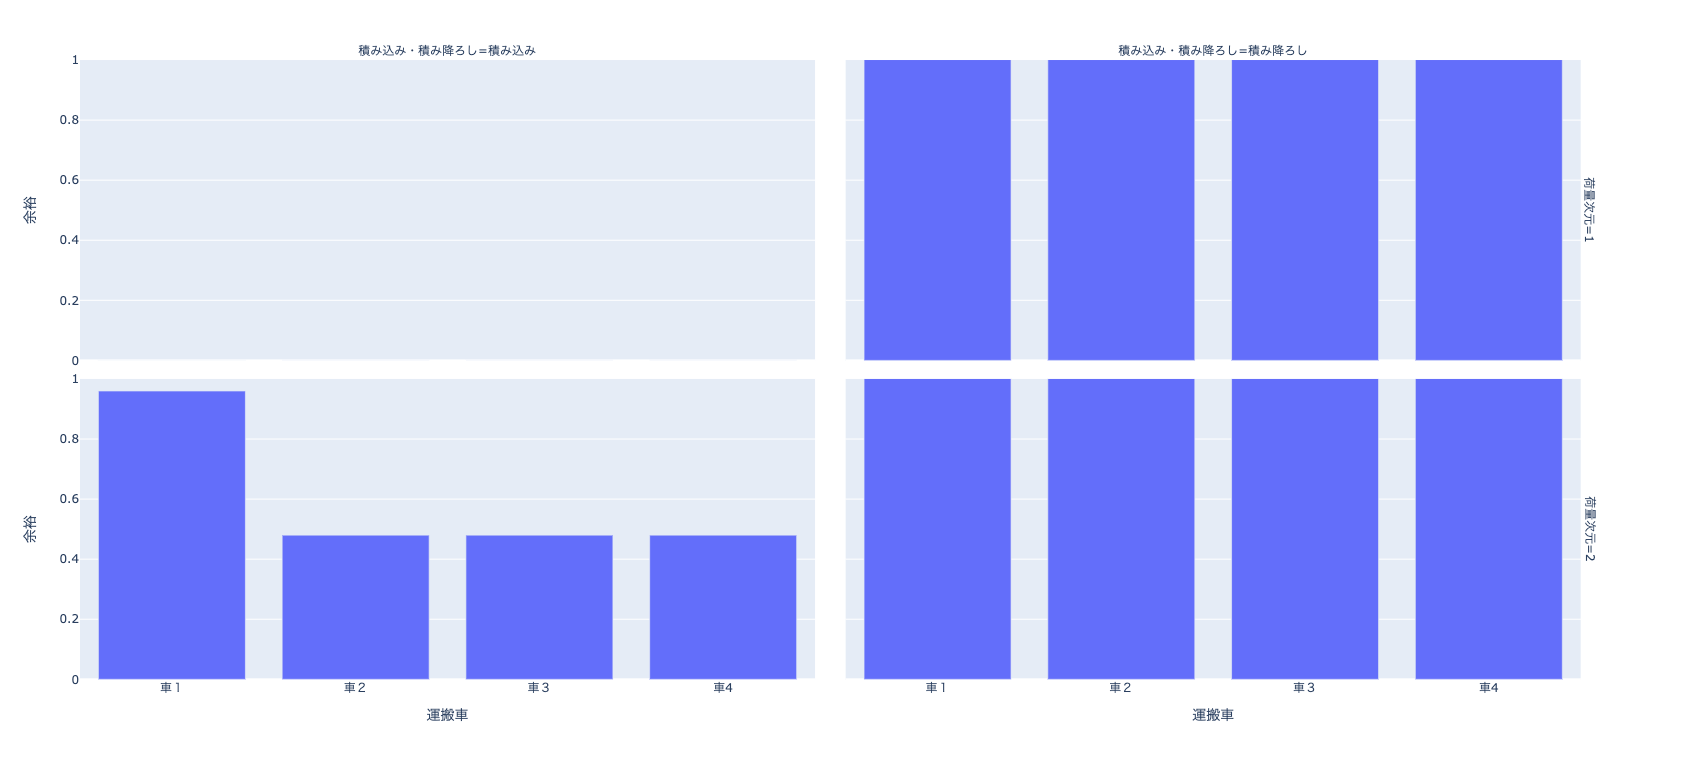 積み込み・積み降ろし=積み込み
積み込み・積み降ろし=積み降ろし
1
0.8
0.6
0.4
0.2
0
余裕
荷量次元=1
1
0.8
0.6
0.4
0.2
0
余裕
荷量次元=2
車１ 車２ 車３ 車4
車１ 車２ 車３ 車4
運搬車
運搬車